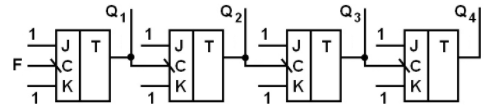 Q1 Q2 Q3 Q4
1 J T 1 J T 1 J T 1 J T
F C C C C
1 K 1 K 1 K 1 K